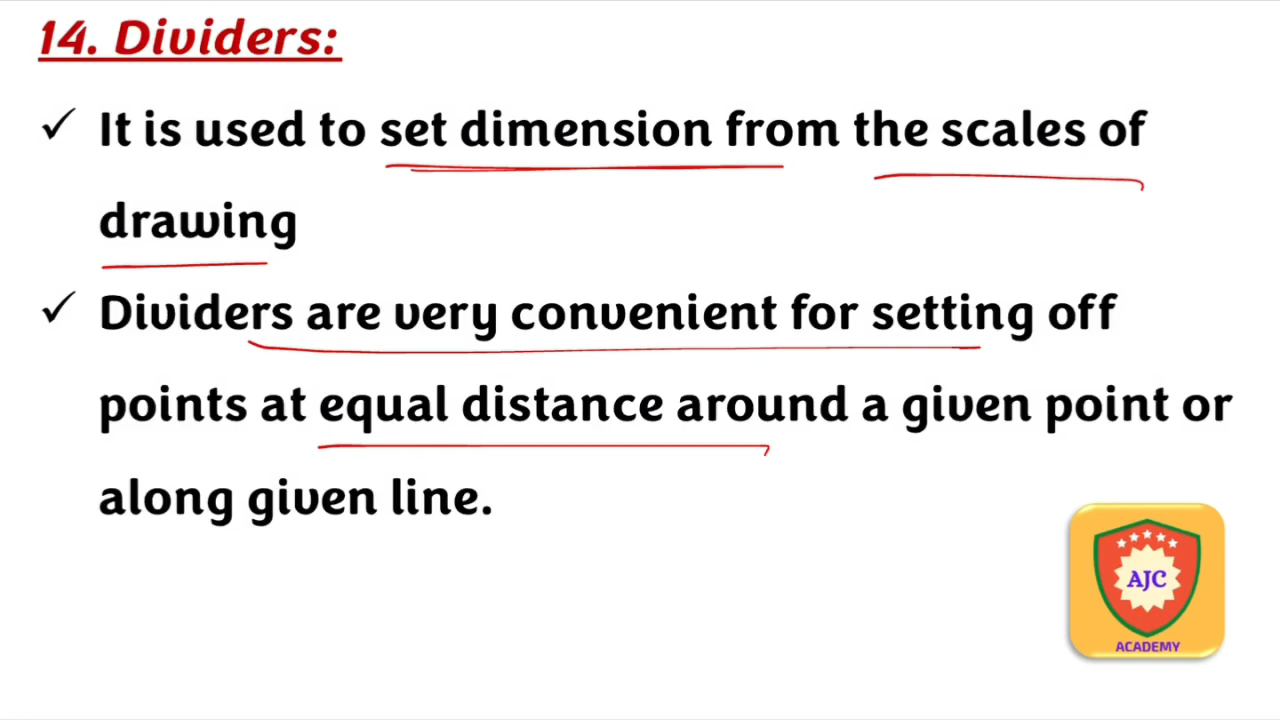 14. Dividers:
✓ It is used to set dimension from the scales of
drawing
✓ Dividers are very convenient for setting off
points at equal distance around a given point or
along given line.
AJC
ACADEMY